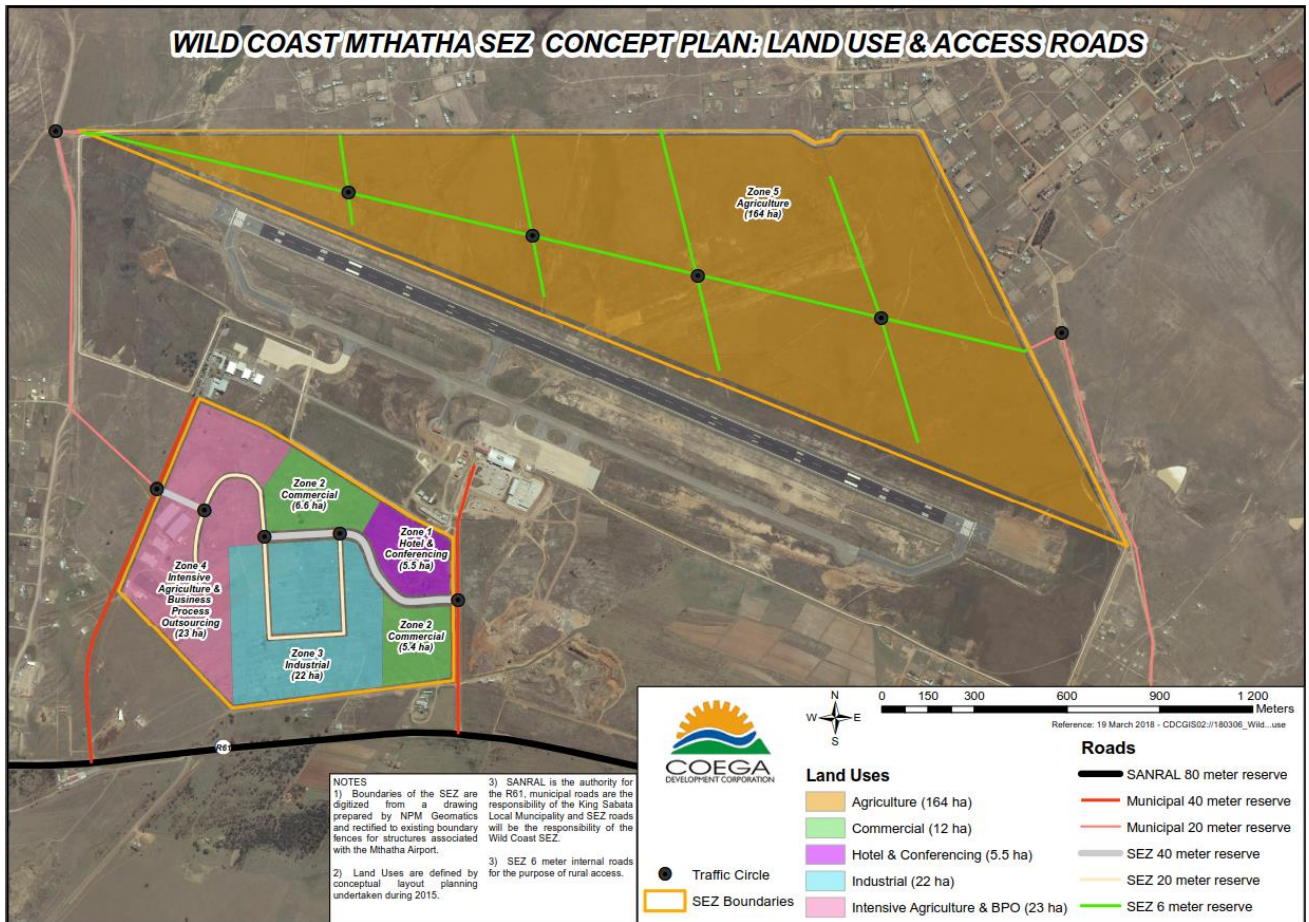 WILD COAST MTHATHA SEZ CONCEPT PLAN: LAND USE & ACCESS ROADS
Zone 5
Agriculture
(164 ha)
Zone 2
Commercial
(6.6 ha)
Zone 1
Hotel &
Conferencing
(5.5 ha)
Zone 4
Intensive
Agriculture &
Business
Process
Outsourcing
(23 ha)
Zone 2
Commercial
(5.4 ha)
Zone 3
Industrial
(22 ha)
R61
NOTES
1) Boundaries of the SEZ are
digitized from a drawing
prepared by NPM Geomatics
and rectified to existing boundary
fences for structures associated
with the Mthatha Airport.
2) Land Uses are defined by
conceptual layout planning
undertaken during 2015.
3) SANRAL is the authority for
the R61, municipal roads are the
responsibility of the King Sabata
Local Muncipality and SEZ roads
will be the responsibility of the
Wild Coast SEZ.
3) SEZ 6 meter internal roads
for the purpose of rural access.
COEGA
DEVELOPMENT CORPORATION
Traffic Circle
SEZ Boundaries
N
W E
S
0 150 300 600 900 1 200
Meters
Reference: 19 March 2018 - CDCGIS02://180306_Wild...use
Land Uses
Agriculture (164 ha)
Commercial (12 ha)
Hotel & Conferencing (5.5 ha)
Industrial (22 ha)
Intensive Agriculture & BPO (23 ha)
Roads
SANRAL 80 meter reserve
Municipal 40 meter reserve
Municipal 20 meter reserve
SEZ 40 meter reserve
SEZ 20 meter reserve
SEZ 6 meter reserve